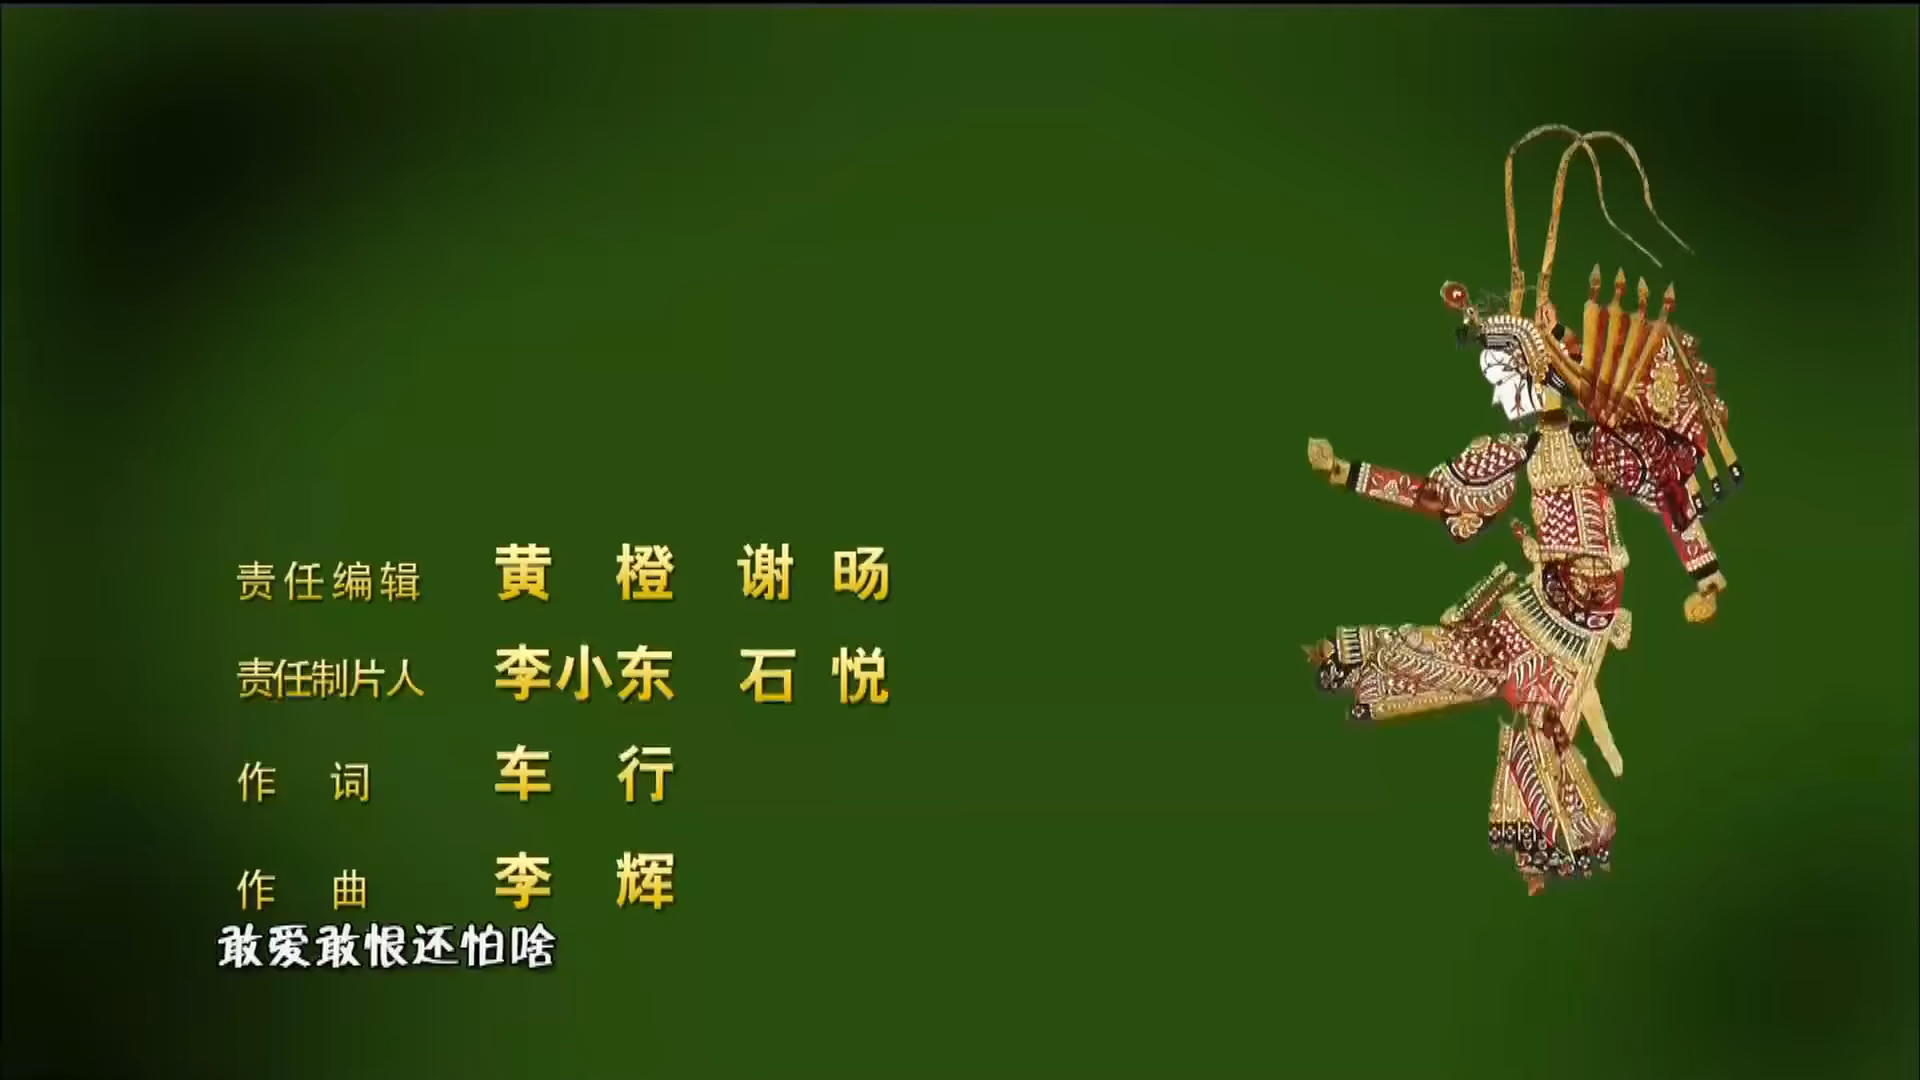 责任编辑 黄橙 谢旸
责任制片人 李小东 石悦
作词 车行
作曲 李辉
敢爱敢恨还怕啥